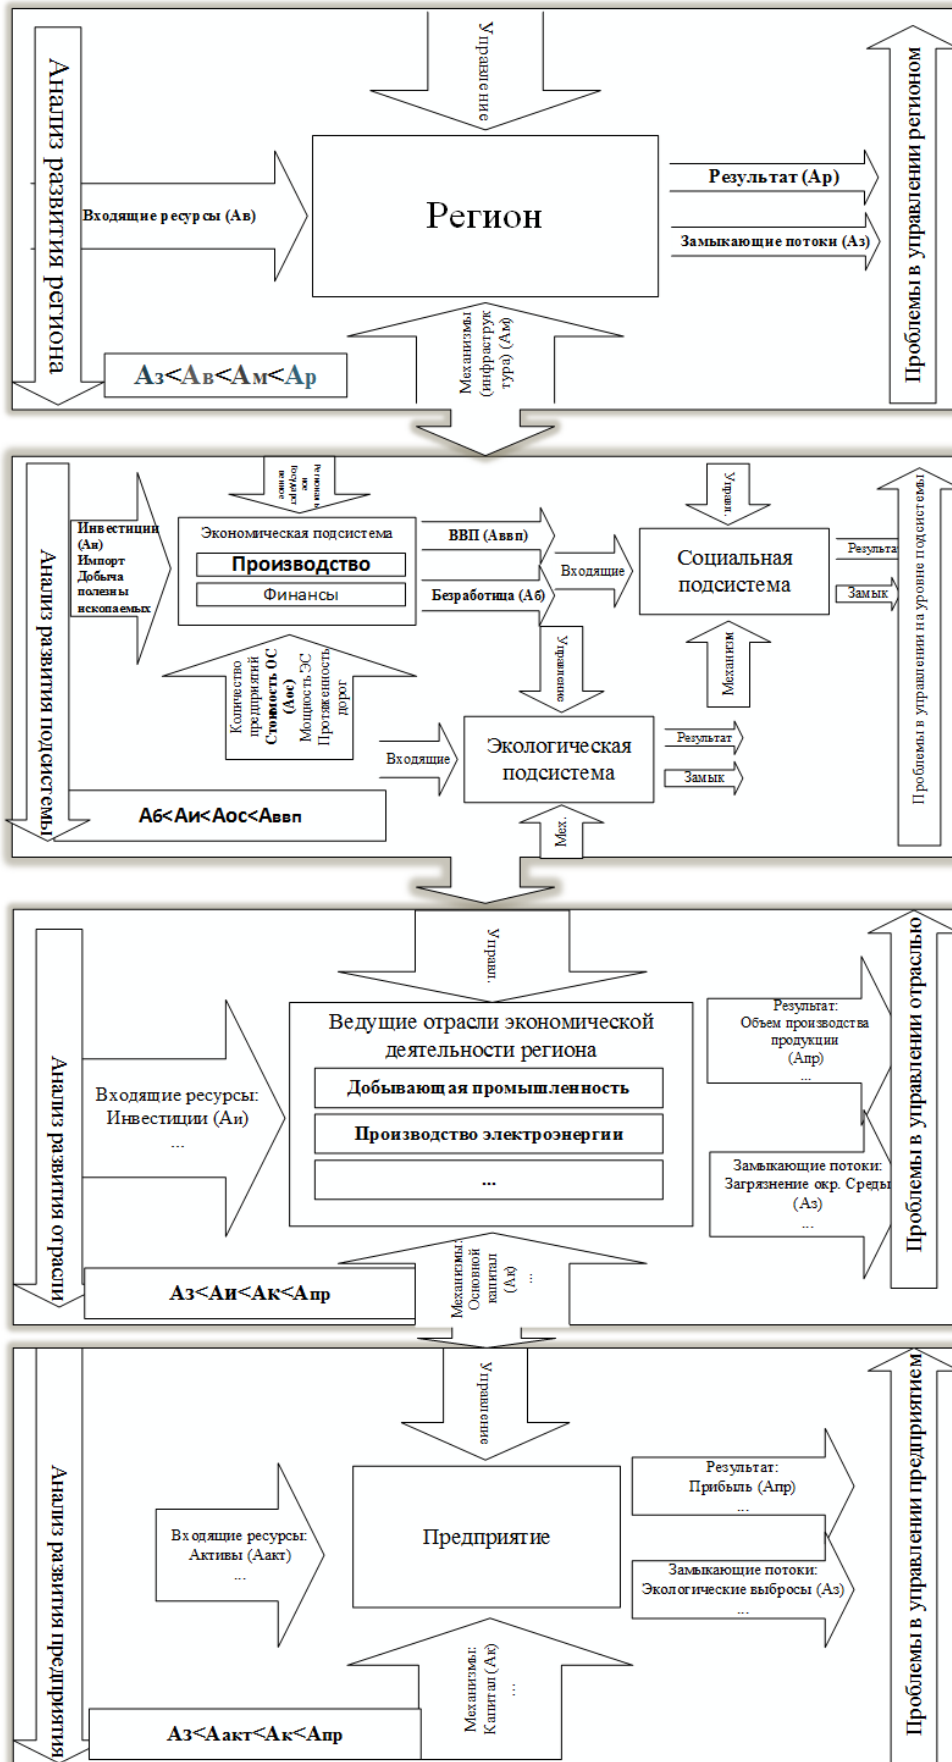 Анализ развития региона
Управление
Входящие ресурсы (Ав)
Регион
Результат (Ар)
Замыкающие потоки (Аз)
Проблемы в управлении регионом
Механизмы
(инфраструк
тура) (Ам)
Аз<Ав<Ам<Ар
Анализ развития подсистемы
Инвестиции
(Аи)
Импорт
Добыча
полезны
ископаемых
Экономическая подсистема
Производство
Финансы
ВВП (Аввп)
Безработица (Аб)
Количество
предприятий
Стоимость ОС
(Аос)
Мощность ЭС
Протяженность
дорог
Входящие
Управл.
Социальная
подсистема
Результат
Замык
Механизм
Управление
Входящие
Экологическая
подсистема
Результат
Замык
Мех.
Проблемы в управлении на уровне подсистемы
Аб<Аи<Аос<Аввп
Анализ развития отрасли
Управл.
Входящие ресурсы:
Инвестиции (Аи)
...
Ведущие отрасли экономической
деятельности региона
Добывающая промышленность
Производство электроэнергии
...
Результат:
Объем производства
продукции
(Апр)
...
Замыкающие потоки:
Загрязнение окр. Среды
(Аз)
...
Проблемы в управлении отраслью
Механизмы:
Основной
капитал
(Ак)
...
Аз<Аи<Ак<Апр
Анализ развития предприятия
Управление
Входящие ресурсы:
Активы (Аакт)
...
Предприятие
Результат:
Прибыль (Апр)
...
Замыкающие потоки:
Экологические выбросы (Аз)
...
Проблемы в управлении предприятием
Механизмы:
Капитал (Ак)
...
Аз<Аакт<Ак<Апр